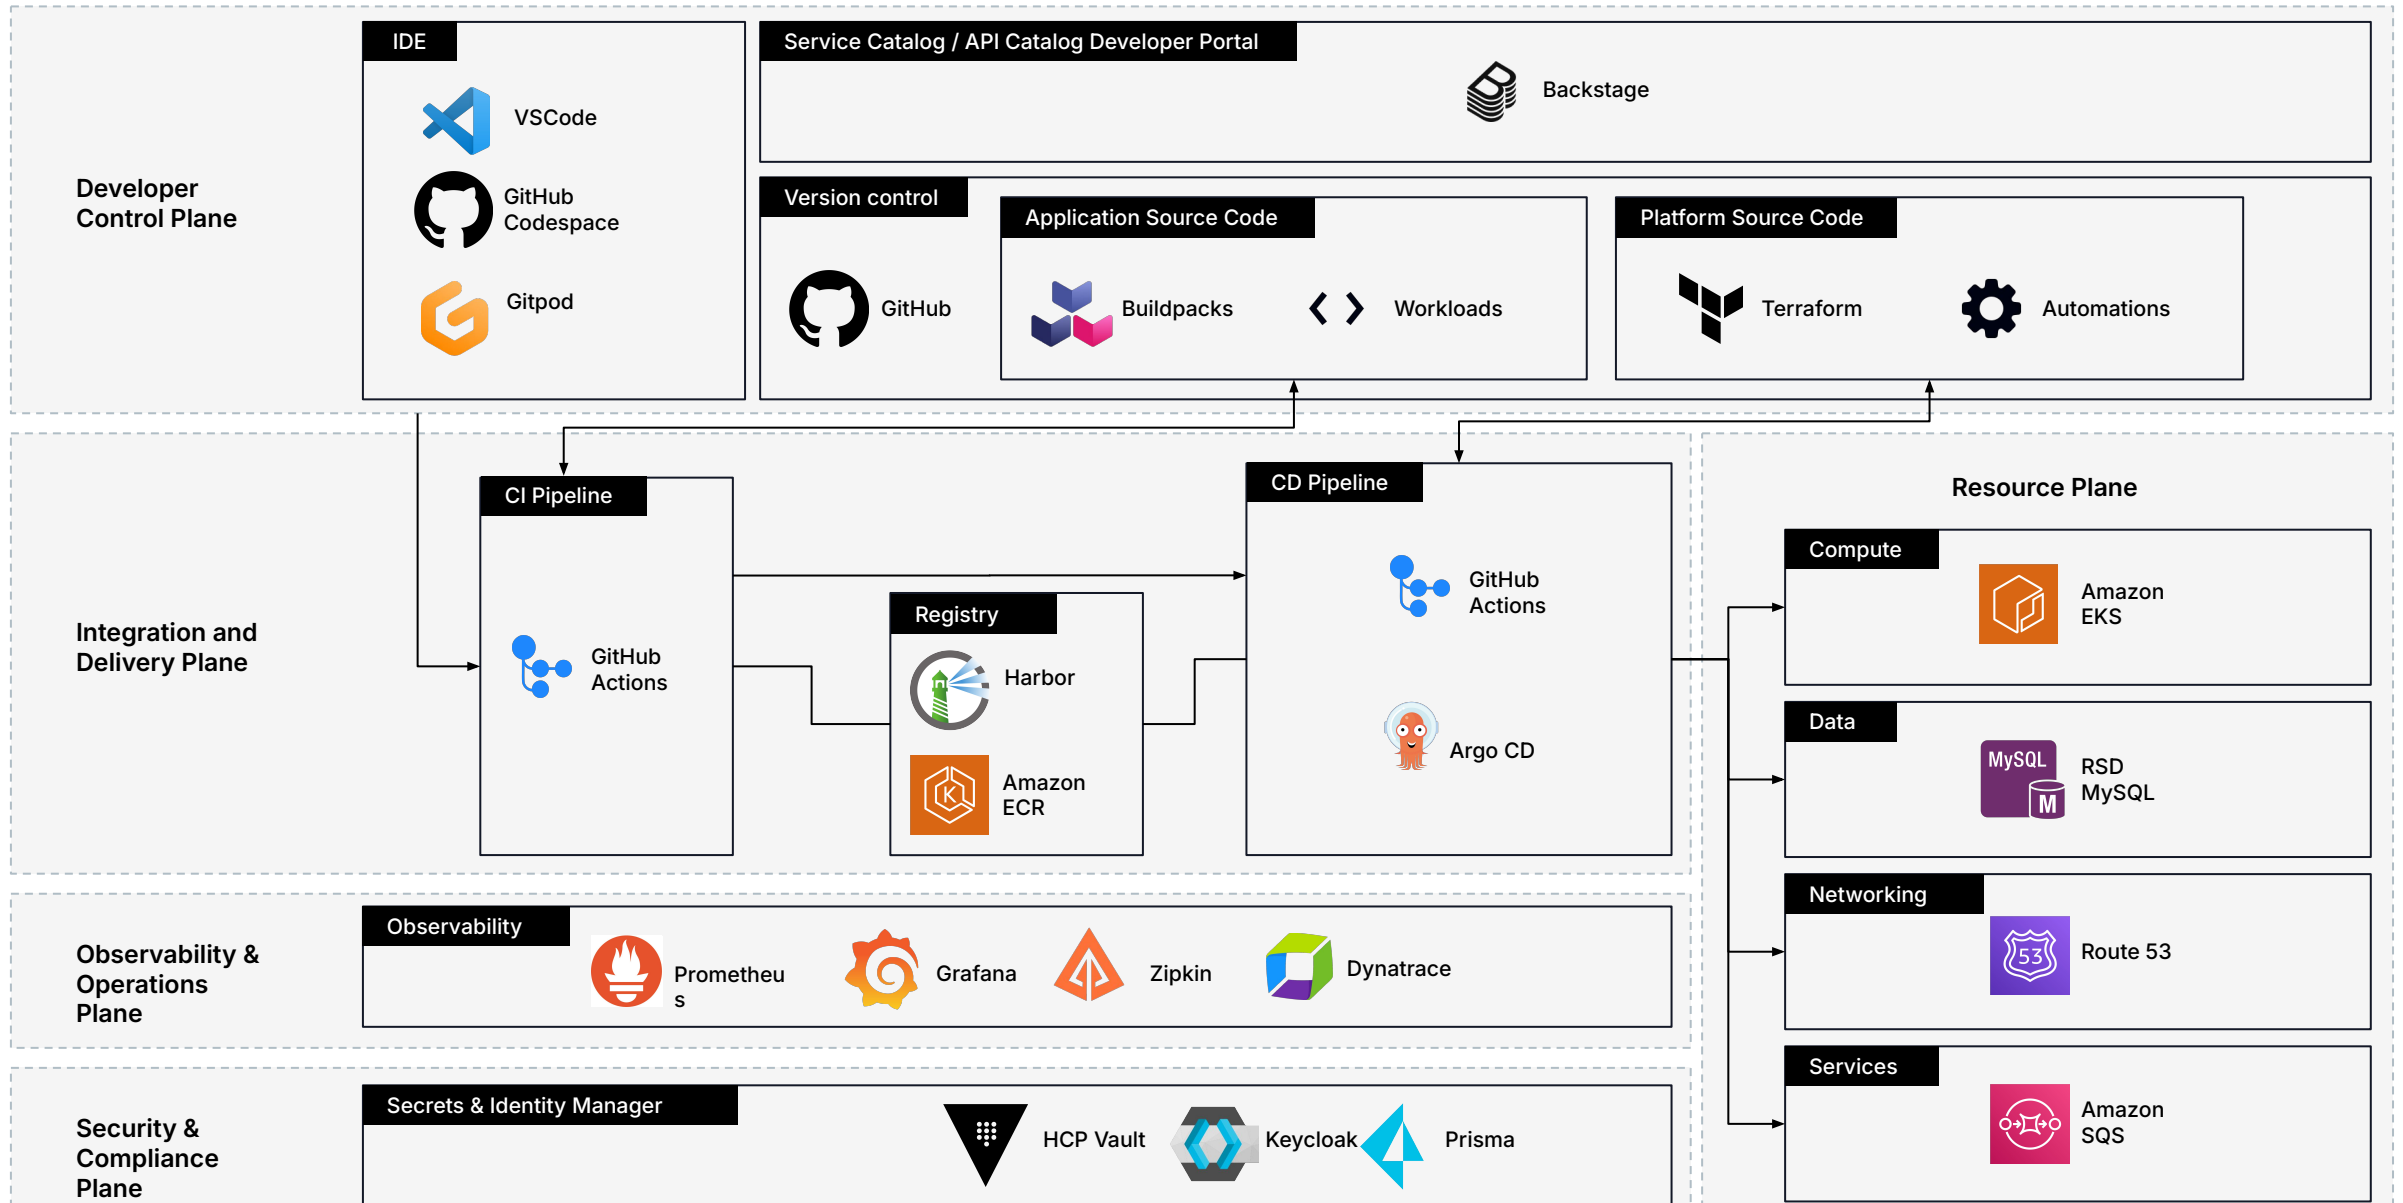 Developer
Control Plane
IDE
VSCode
GitHub
Codespace
Gitpod
Service Catalog / API Catalog Developer Portal
Backstage
Version control
GitHub
Application Source Code
Buildpacks
Workloads
Platform Source Code
Terraform
Automations
Integration and
Delivery Plane
CI Pipeline
GitHub
Actions
Registry
Harbor
Amazon
ECR
CD Pipeline
GitHub
Actions
Argo CD
Resource Plane
Compute
Amazon
EKS
Data
MySQL
M
RSD
MySQL
Networking
53
Route 53
Services
Amazon
SQS
Observability &
Operations
Plane
Observability
Prometheu
s
Grafana
Zipkin
Dynatrace
Security &
Compliance
Plane
Secrets & Identity Manager
HCP Vault
Keycloak
Prisma